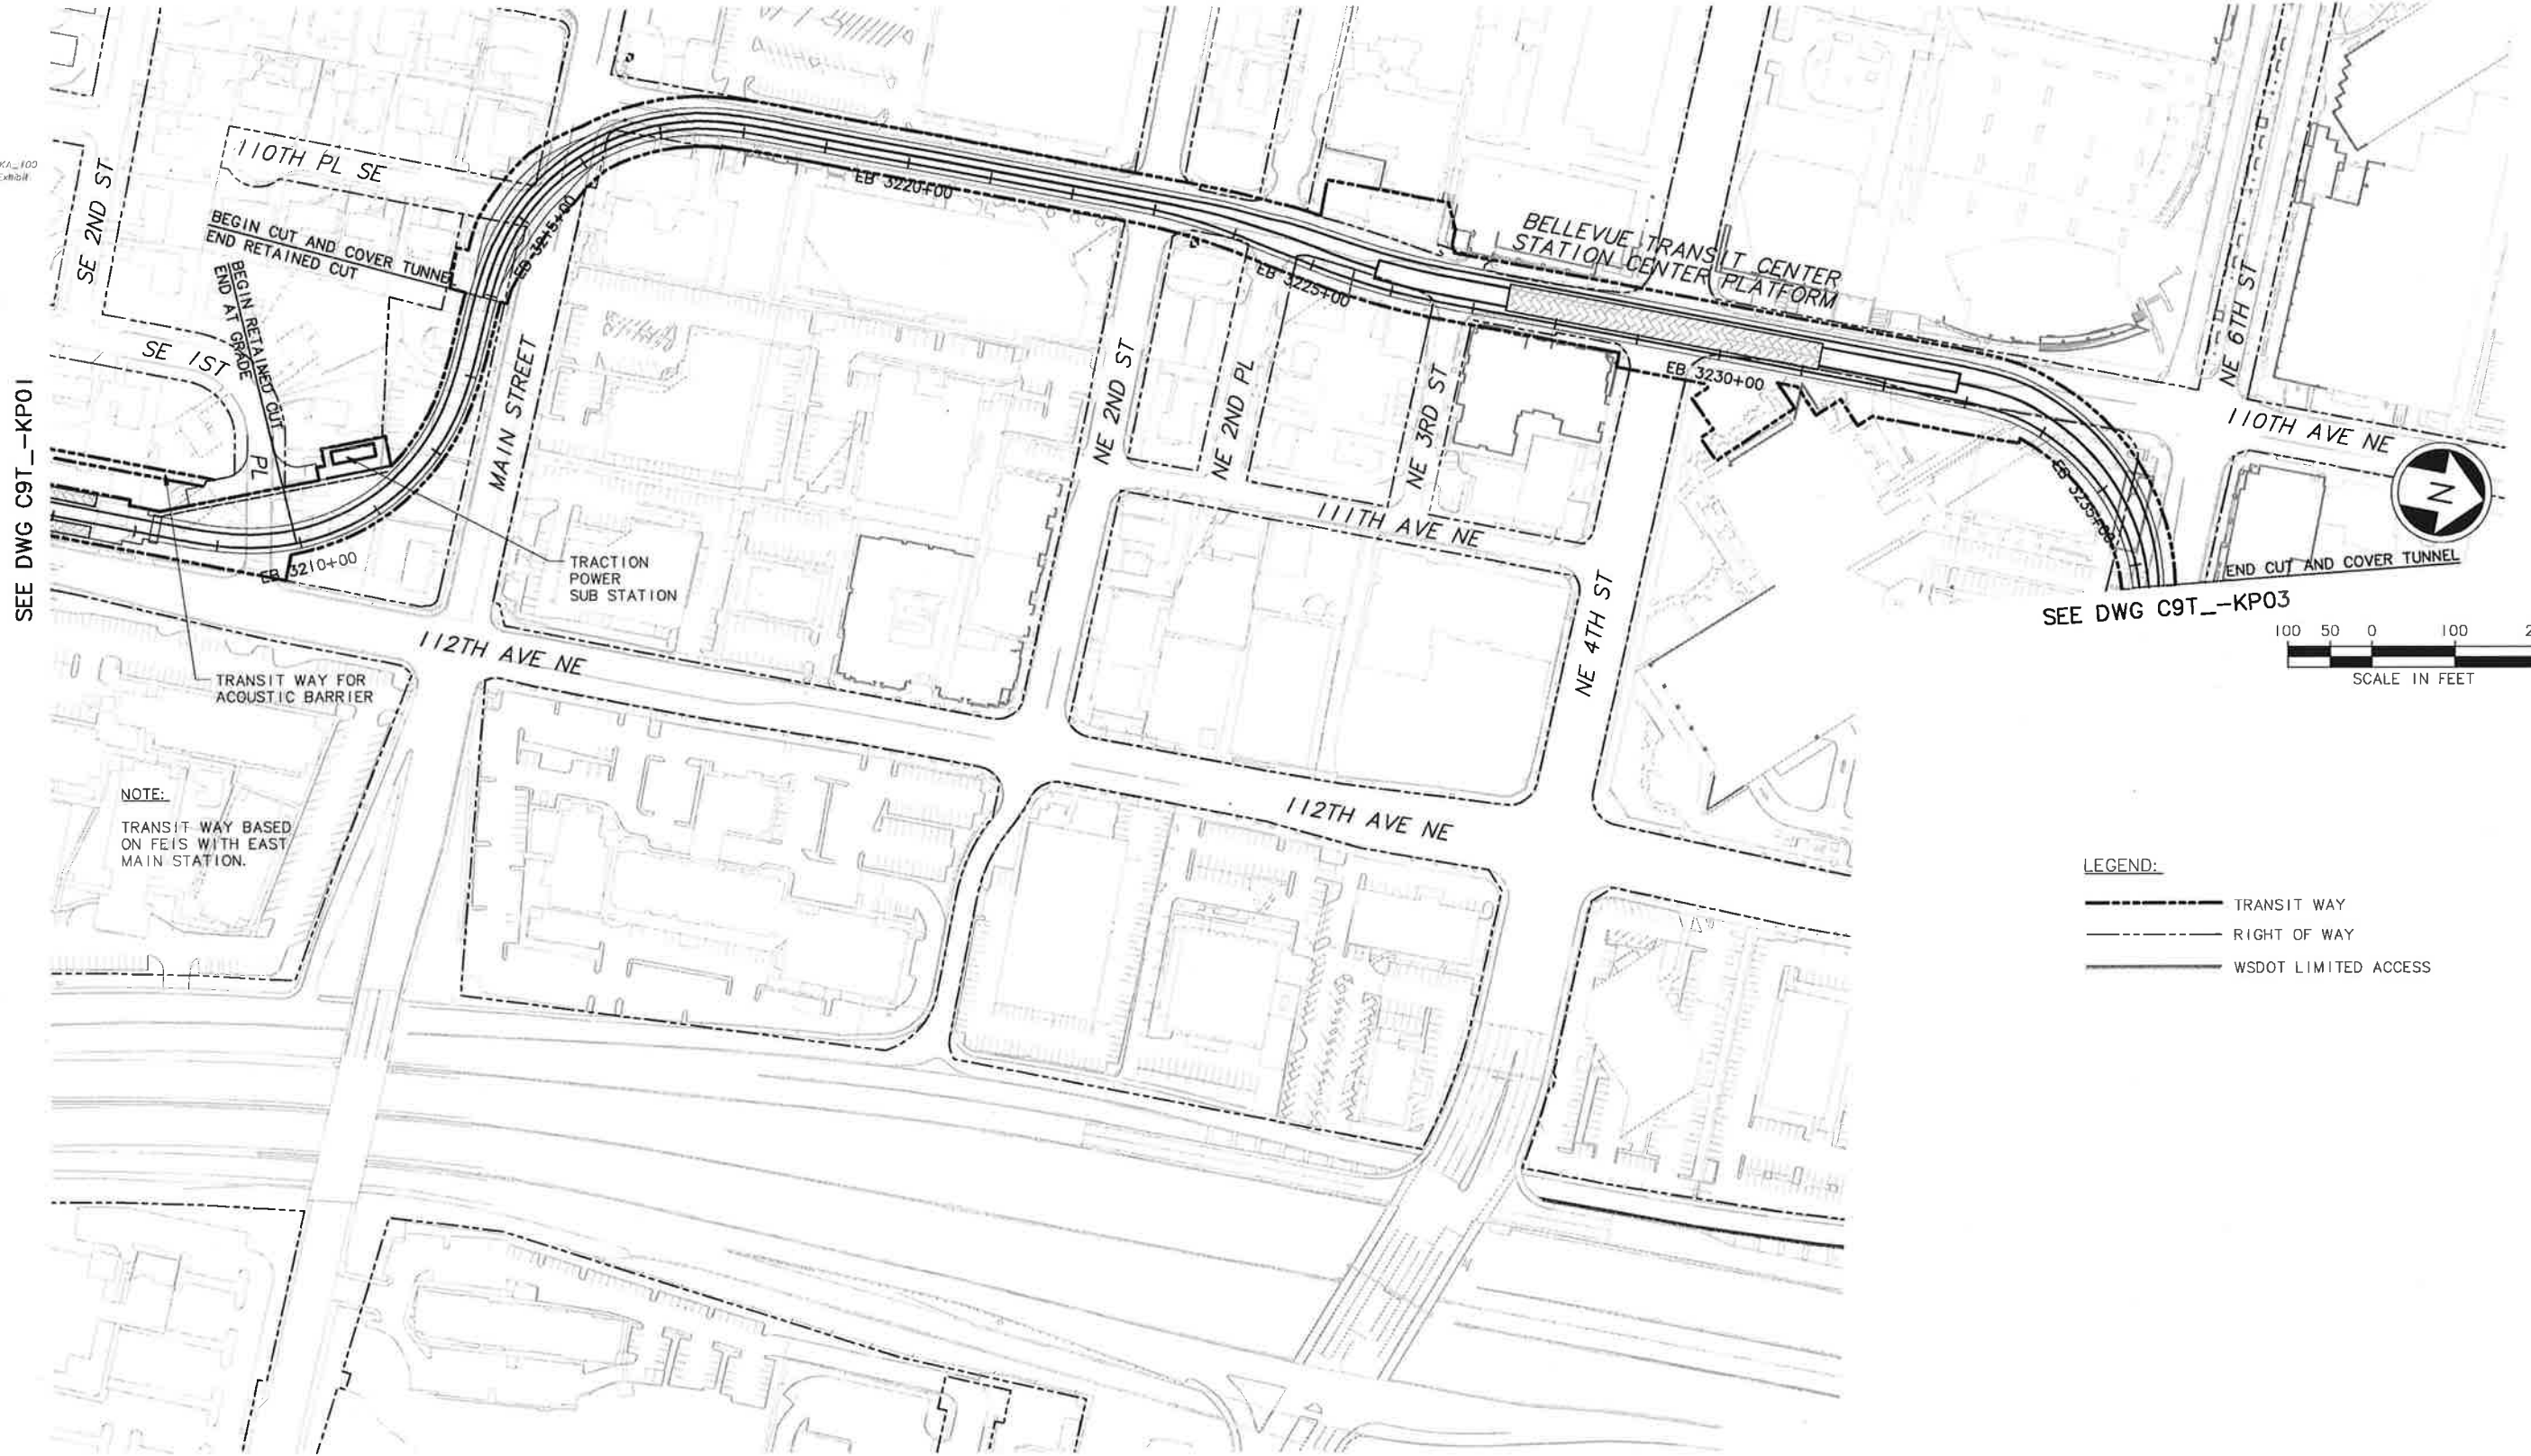 SEE DWG C9T_-KP01
Exhibit
SE 2ND ST
110TH PL SE
BEGIN CUT AND COVER TUNNEL
END RETAINED CUT
BEGIN RETAINED CUT
END AT GRADE
SE 1ST
PL
EB 3210+00
EB 3215+00
MAIN STREET
EB 3220+00
TRACTION
POWER
SUB STATION
TRANSIT WAY FOR
ACOUSTIC BARRIER
112TH AVE NE
NOTE:
TRANSIT WAY BASED
ON FEIS WITH EAST
MAIN STATION.
NE 2ND ST
NE 2ND PL
EB 3225+00
NE 3RD ST
111TH AVE NE
BELLEVUE TRANSIT CENTER
STATION CENTER PLATFORM
EB 3230+00
NE 4TH ST
112TH AVE NE
NE 6TH ST
110TH AVE NE
N
EB 3235+00
END CUT AND COVER TUNNEL
SEE DWG C9T_-KP03
100 50 0 100 2
SCALE IN FEET
LEGEND:
TRANSIT WAY
RIGHT OF WAY
WSDOT LIMITED ACCESS